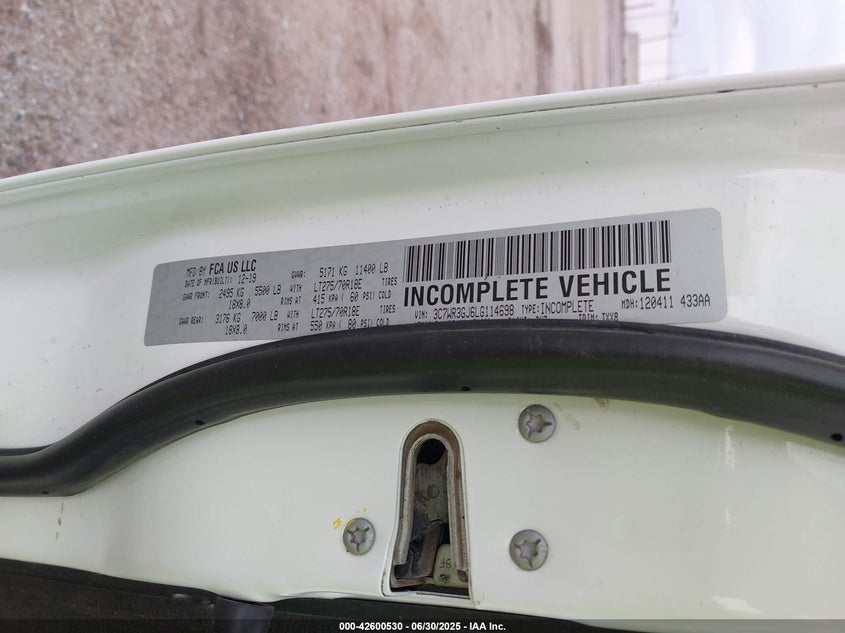 MFD BY FCA US LLC
DATE OF MFR(BUILT): 12-19 GVWR: 5171 KG 11400 LB
GAWR FRONT: 2495 KG 5500 LB WITH LT275/70R18E TIRES
18X8.0 RIMS AT 415 KPA ( 60 PSI) COLD
GAWR REAR: 3176 KG 7000 LB WITH LT275/70R18E TIRES
18X8.0 RIMS AT 550 KPA ( 80 PSI) COLD
INCOMPLETE VEHICLE
VIN: 3C7WR3GJ6LG114698 TYPE:INCOMPLETE MDH:120411 433AA
TRIM:
000-42600530 - 06/30/2025 - IAA Inc.